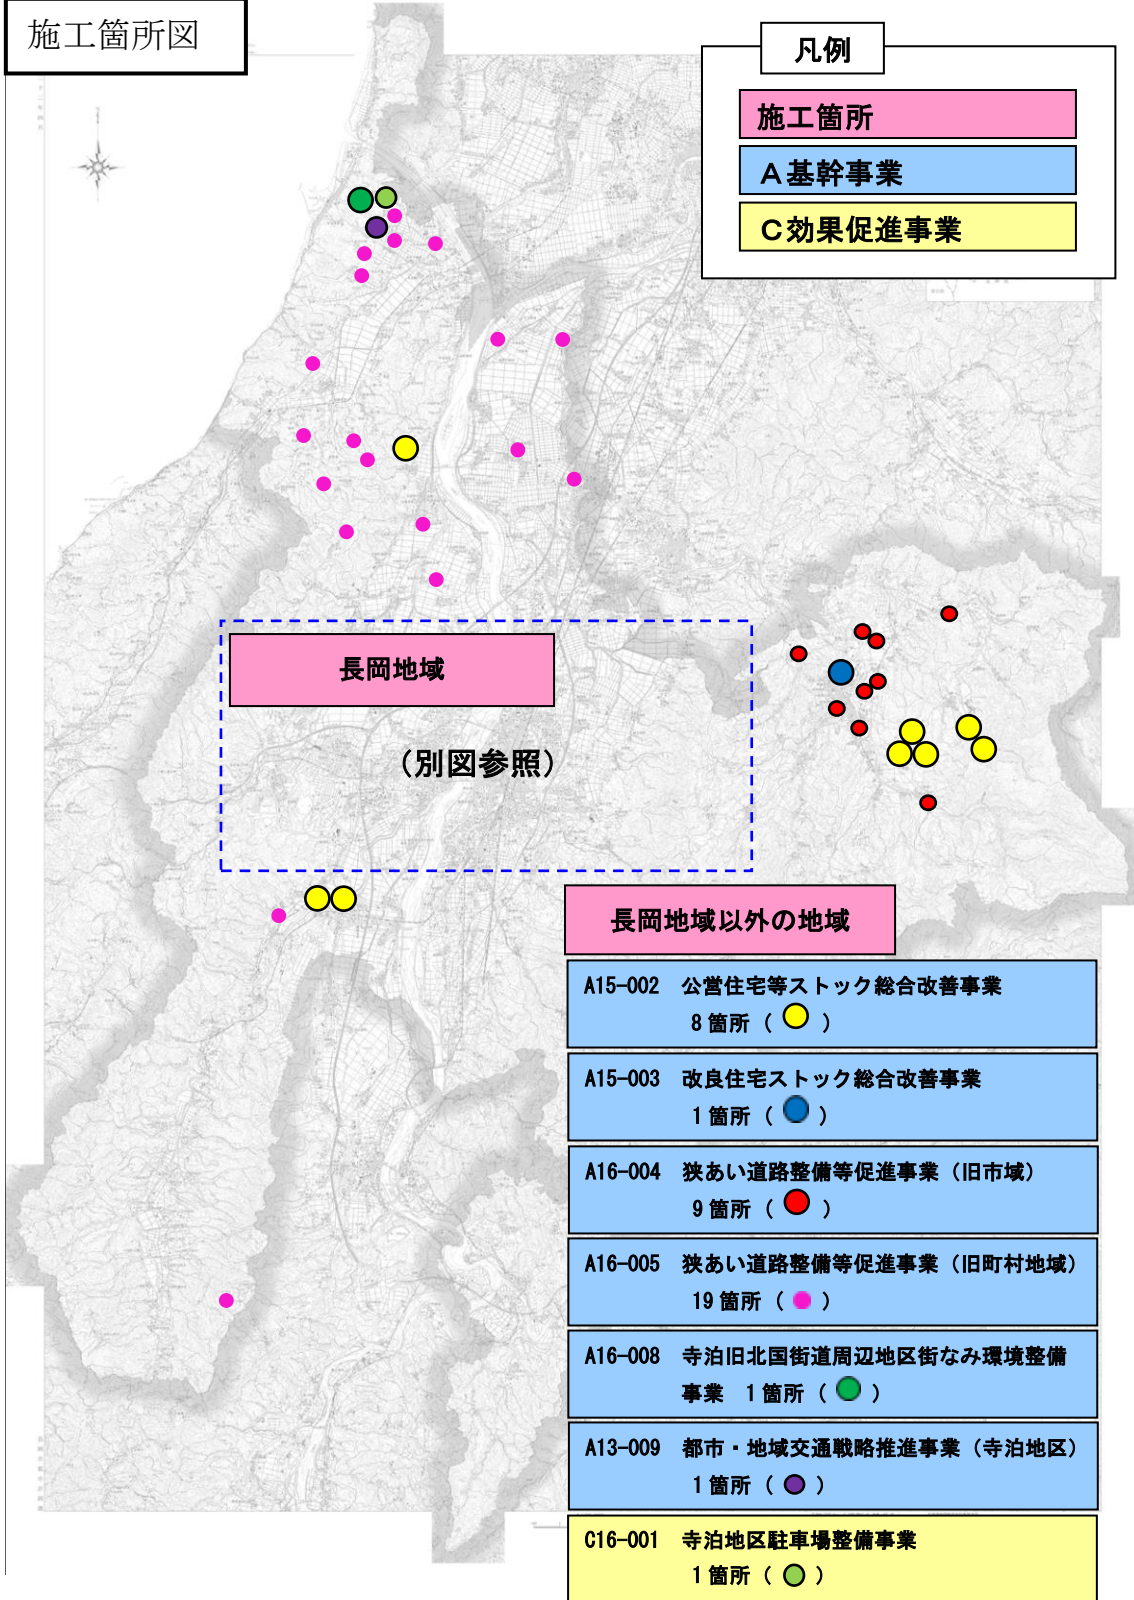 施工箇所図
凡例
施工箇所
A基幹事業
C効果促進事業
長岡地域
（別図参照）
長岡地域以外の地域
A15-002 公営住宅等ストック総合改善事業
8箇所（ ）
A15-003 改良住宅ストック総合改善事業
1箇所（ ）
A16-004 狭あい道路整備等促進事業（旧市域）
9箇所（ ）
A16-005 狭あい道路整備等促進事業（旧町村地域）
19箇所（ ）
A16-008 寺泊旧北国街道周辺地区街なみ環境整備
事業 1箇所（ ）
A13-009 都市・地域交通戦略推進事業（寺泊地区）
1箇所（ ）
C16-001 寺泊地区駐車場整備事業
1箇所（ ）